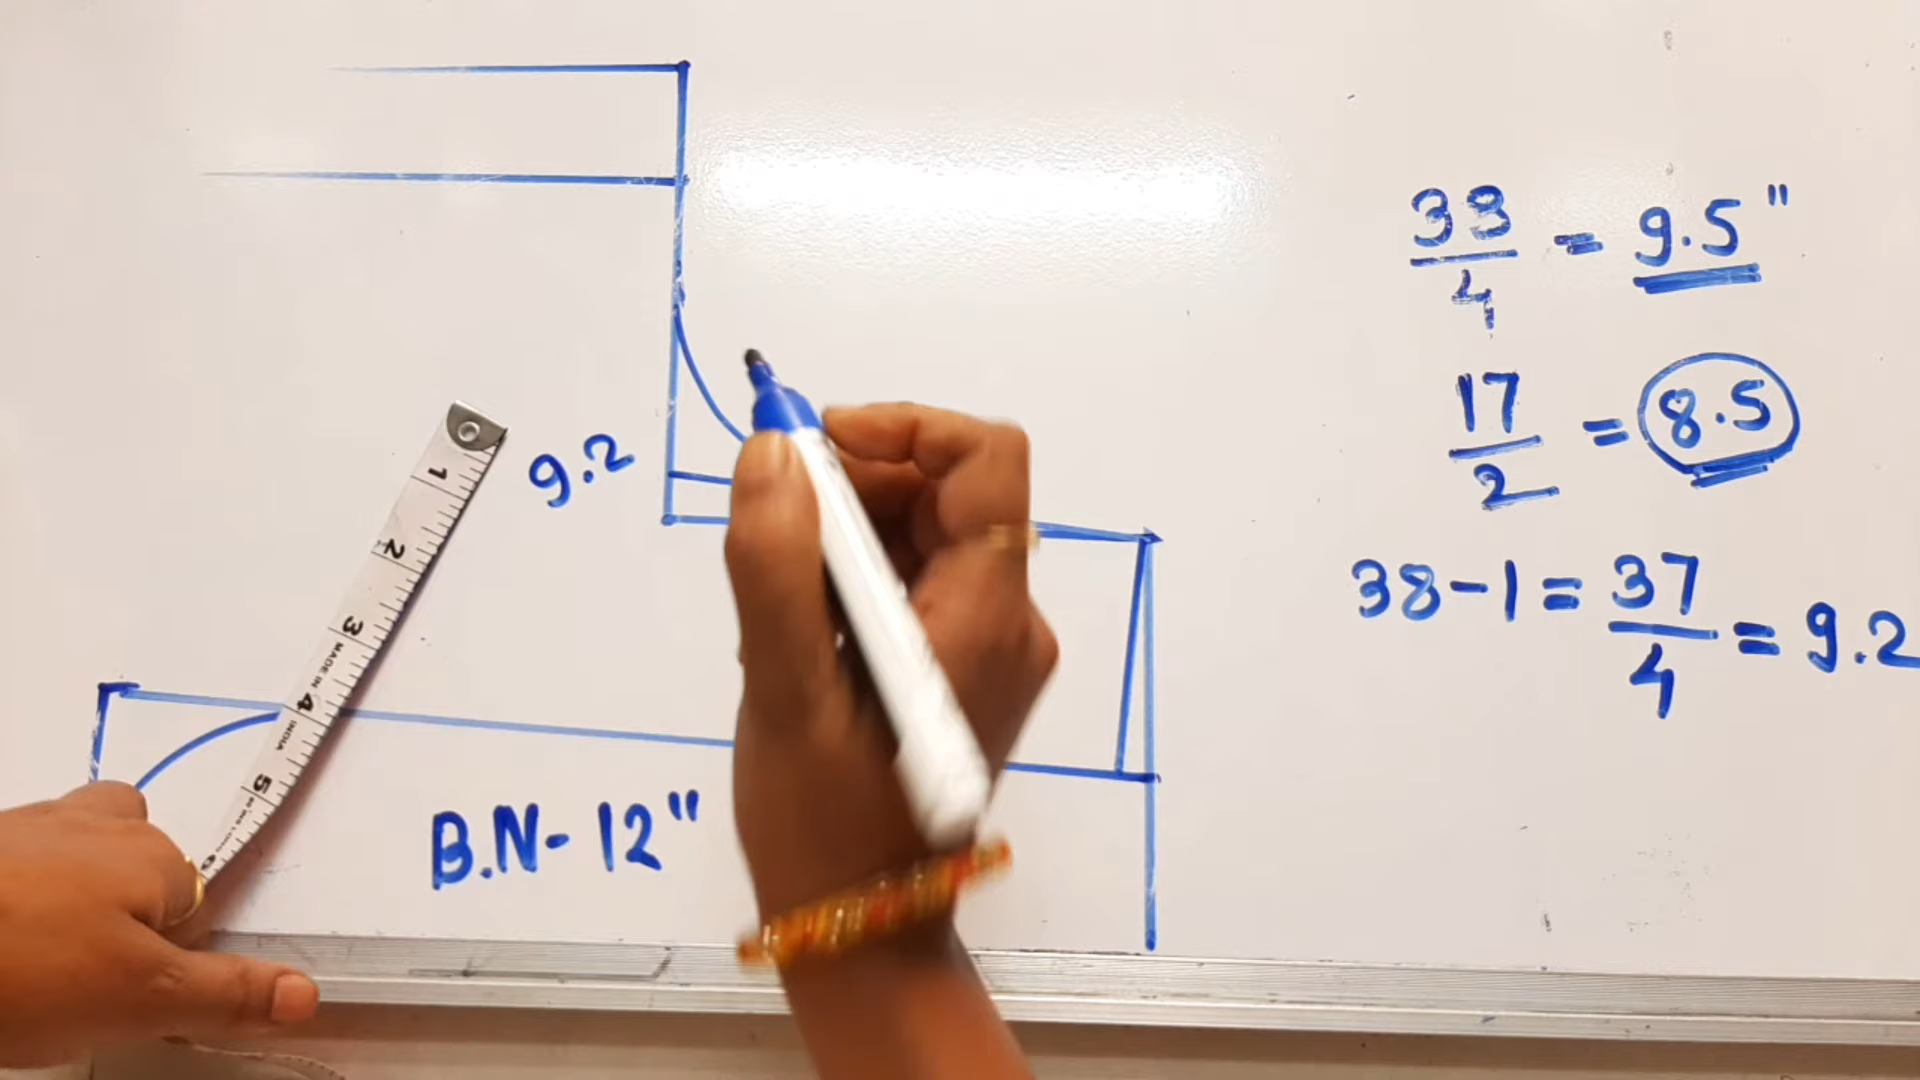 38/4 = 9.5"
17/2 = 8.5
38-1 = 37/4 = 9.2
9.2
B.N- 12"
1
2
3
MADE IN
4
INDIA
5
6